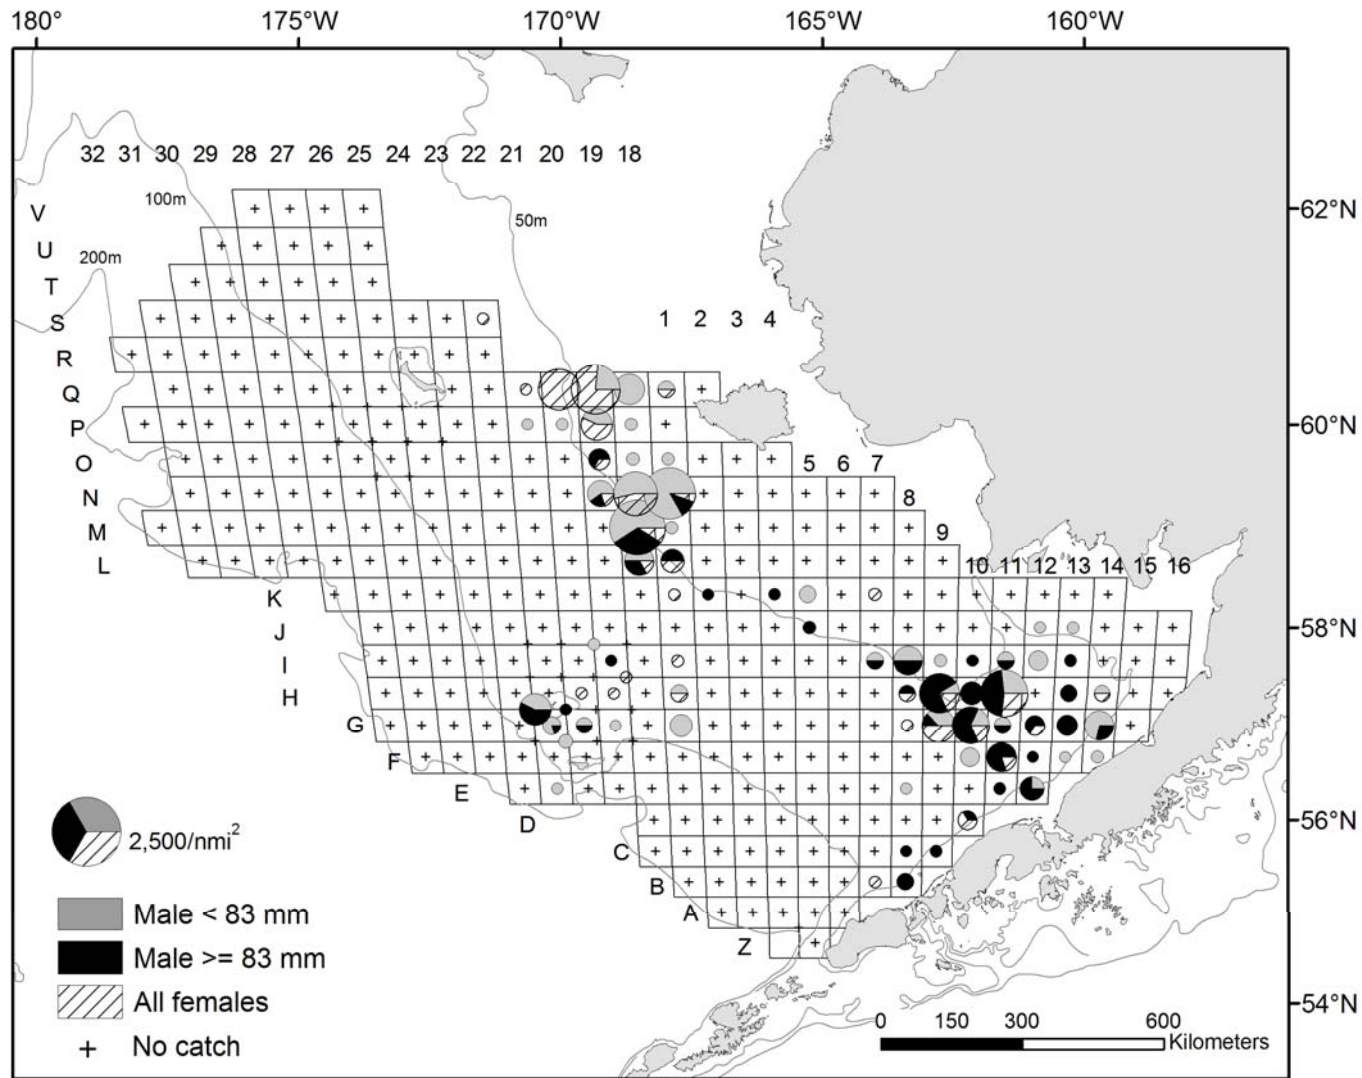 180° 175°W 170°W 165°W 160°W
32 31 30 29 28 27 26 25 24 23 22 21 20 19 18
100m
V
62°N
50m
U
200m
T
S
1 2 3 4
R
Q
P
60°N
O
5 6 7
N
8
M
9
L
10 11 12 13 14 15 16
K
J
58°N
I
H
G
F
E
D
56°N
2,500/nmi²
C
B
A
Male < 83 mm
Z
Male >= 83 mm
All females
54°N
0 150 300 600
Kilometers
No catch